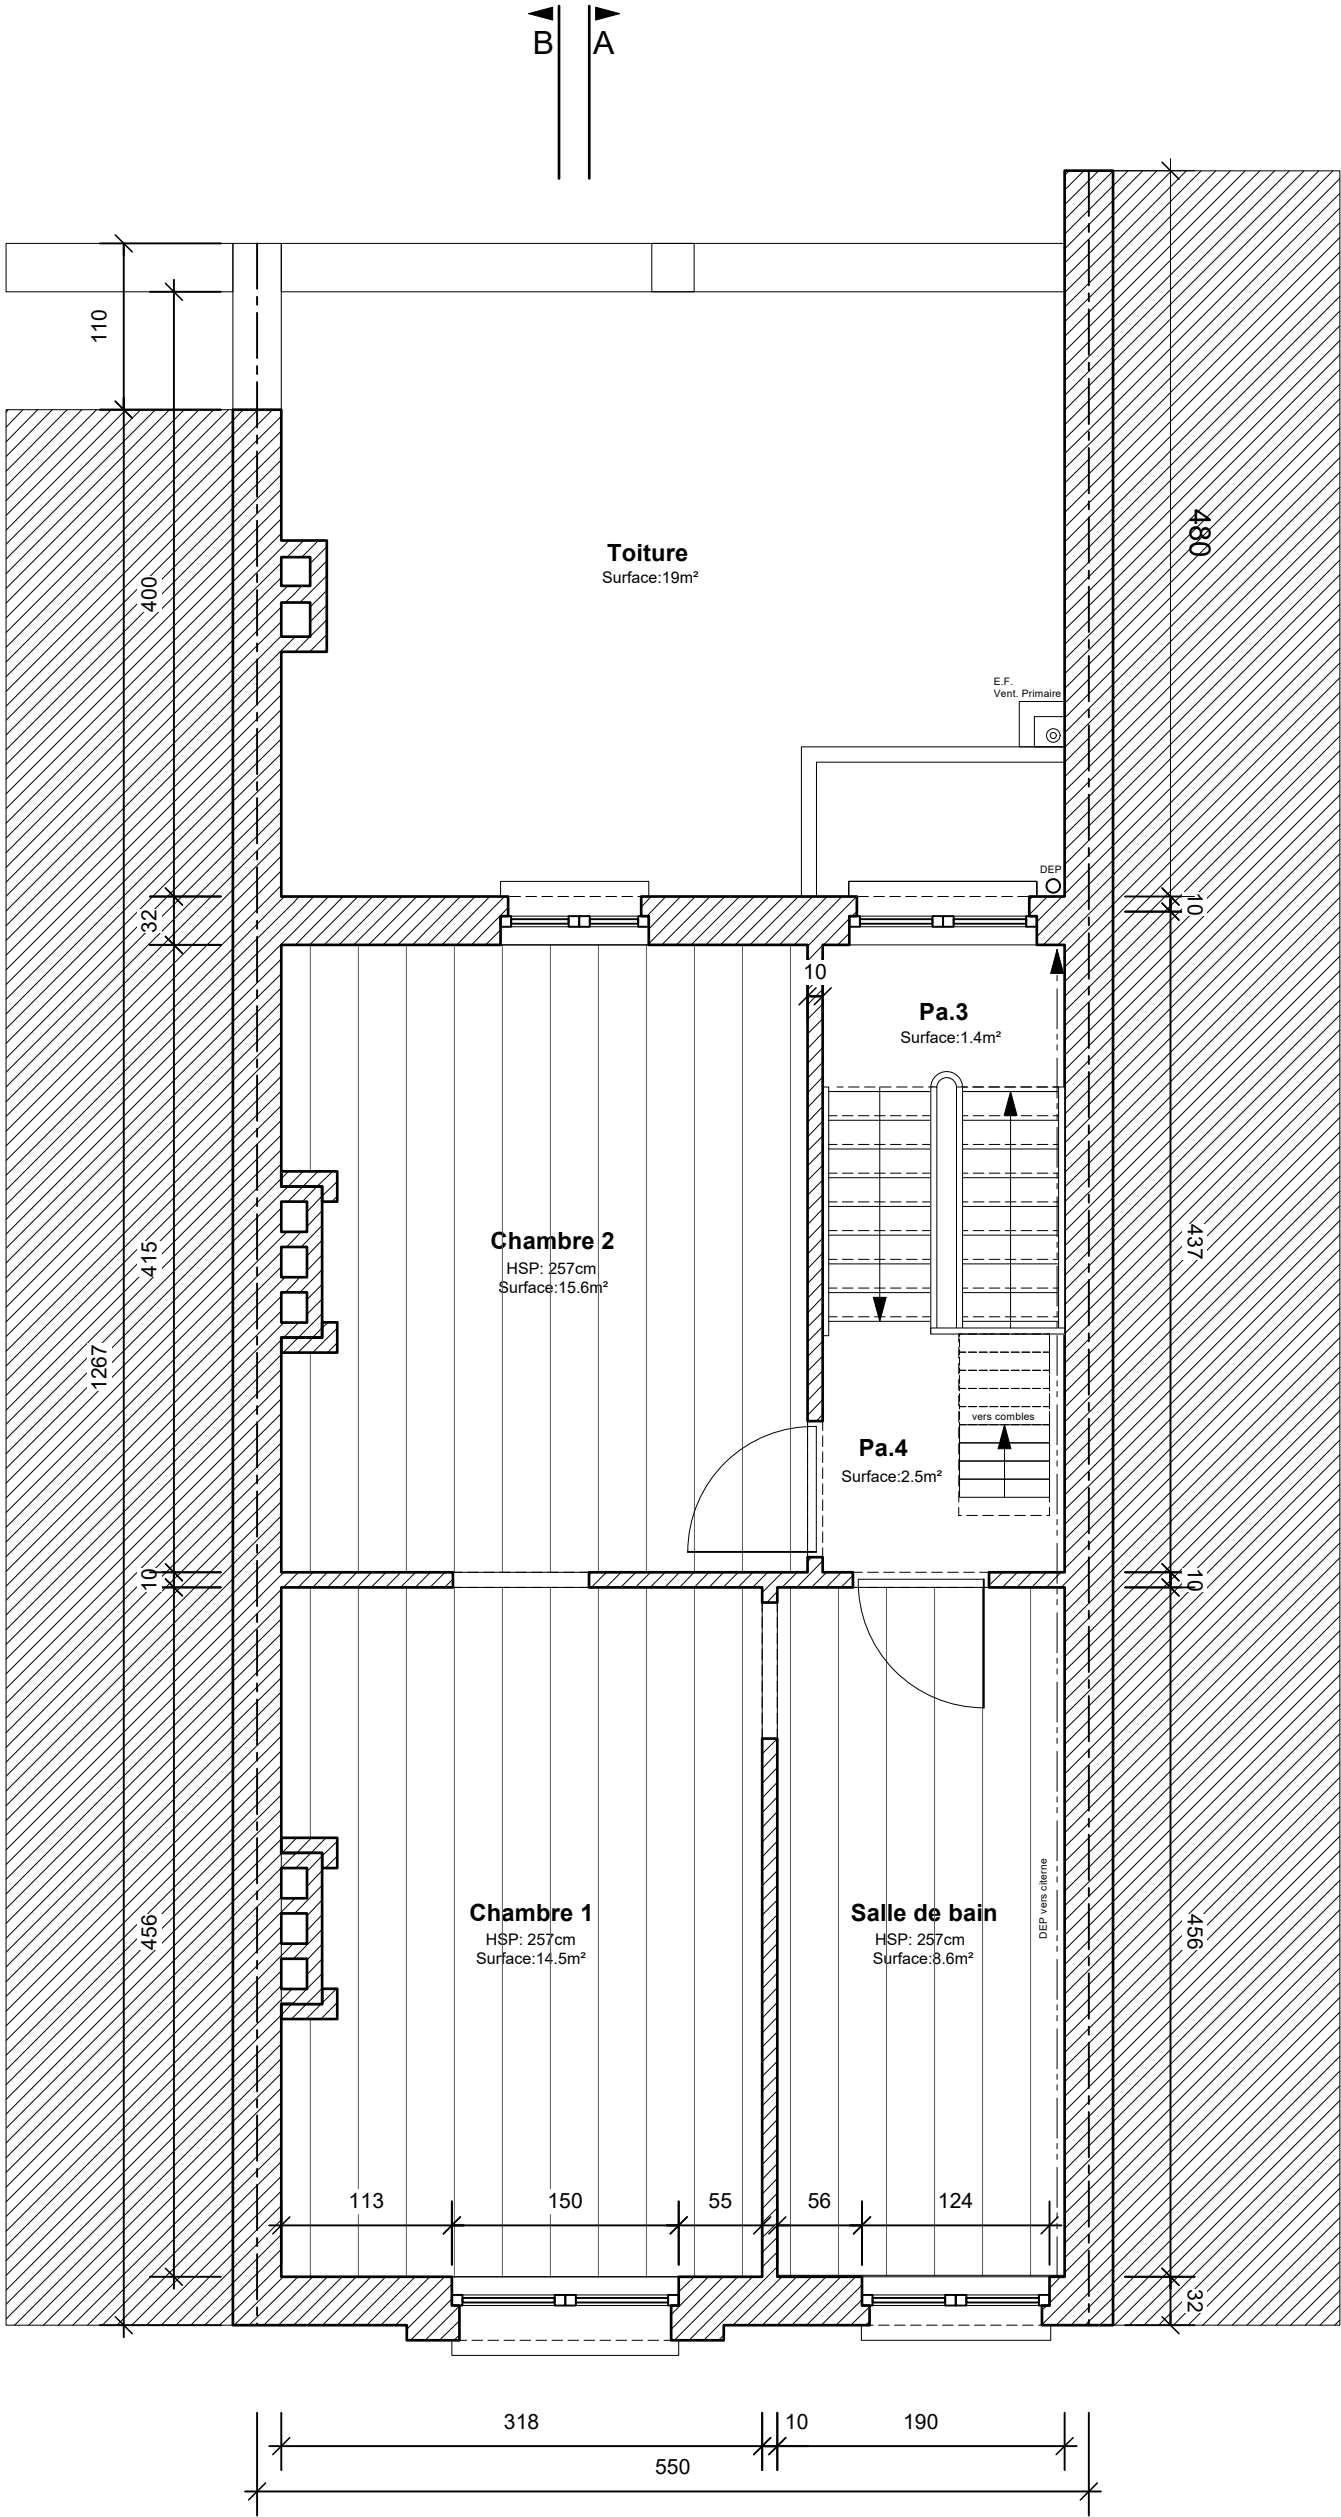 B A
110
480
Toiture
Surface:19m²
400
E.F.
Vent. Primaire
DEP
10
32
10
Pa.3
Surface:1.4m²
437
Chambre 2
HSP: 257cm
Surface:15.6m²
415
1267
vers combles
Pa.4
Surface:2.5m²
10
10
Chambre 1
HSP: 257cm
Surface:14.5m²
Salle de bain
HSP: 257cm
Surface:8.6m²
DEP vers citerne
456
456
113 150 55 56 124
32
318 10 190
550